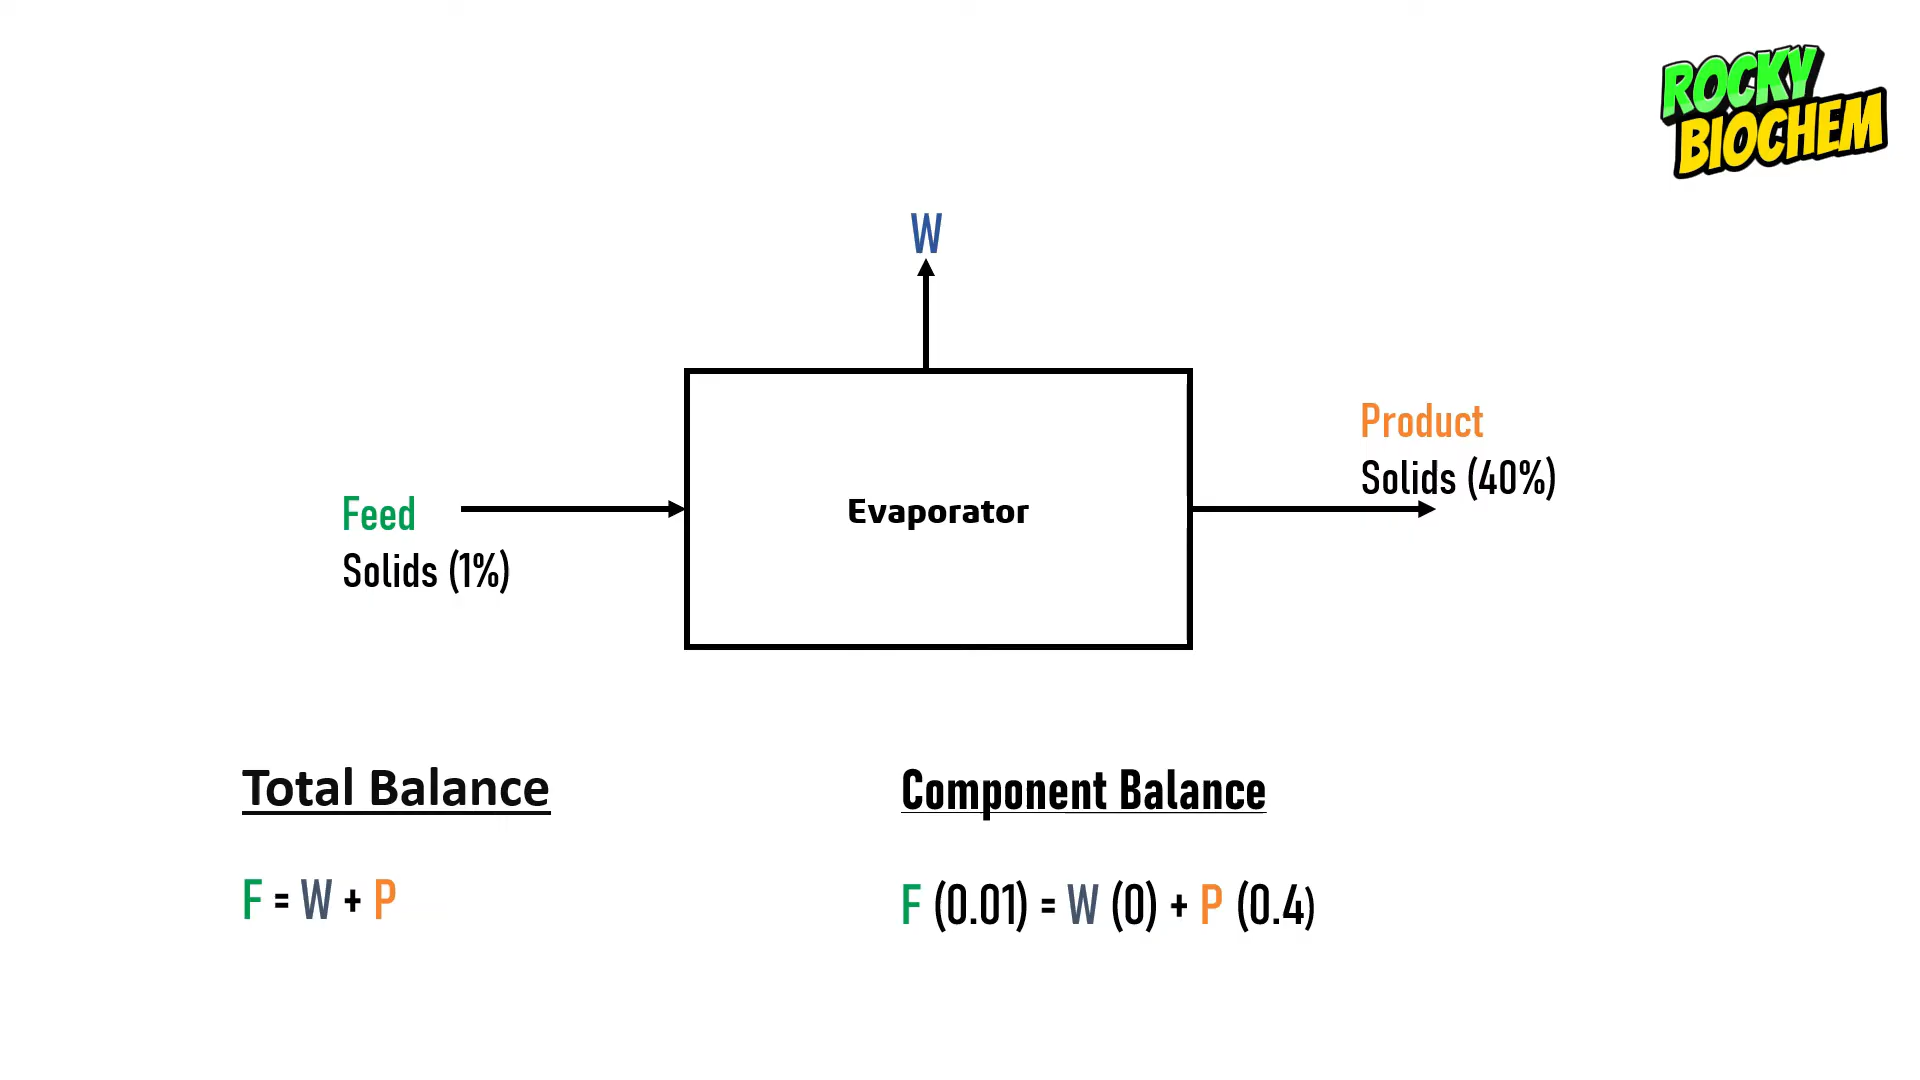 ROCKY
BIOCHEM
W
Product
Solids (40%)
Feed
Solids (1%)
Evaporator
Total Balance
F = W + P
Component Balance
F (0.01) = W (0) + P (0.4)